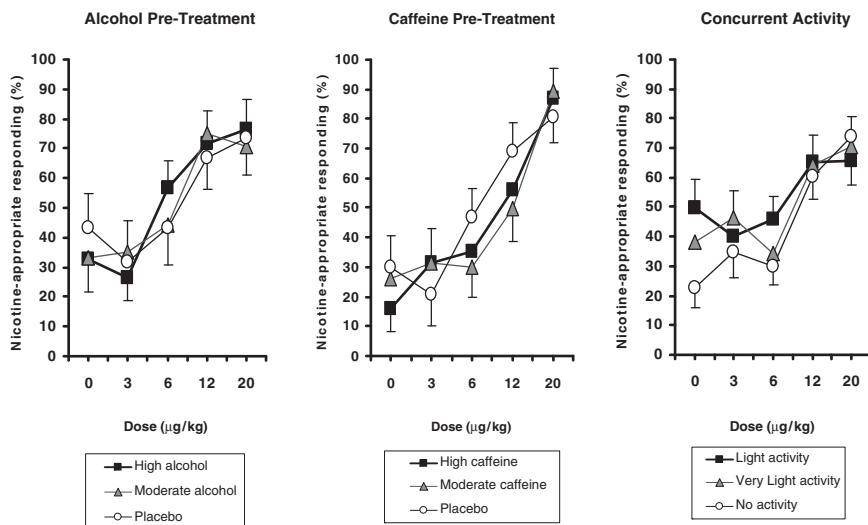 Alcohol Pre-Treatment
Nicotine-appropriate responding (%)
100
90
80
70
60
50
40
30
20
10
0
0 3 6 12 20
Dose (μg/kg)
High alcohol
Moderate alcohol
Placebo
Caffeine Pre-Treatment
Nicotine-appropriate responding (%)
100
90
80
70
60
50
40
30
20
10
0
0 3 6 12 20
Dose (μg/kg)
High caffeine
Moderate caffeine
Placebo
Concurrent Activity
Nicotine-appropriate responding (%)
100
90
80
70
60
50
40
30
20
10
0
0 3 6 12 20
Dose (μg/kg)
Light activity
Very Light activity
No activity